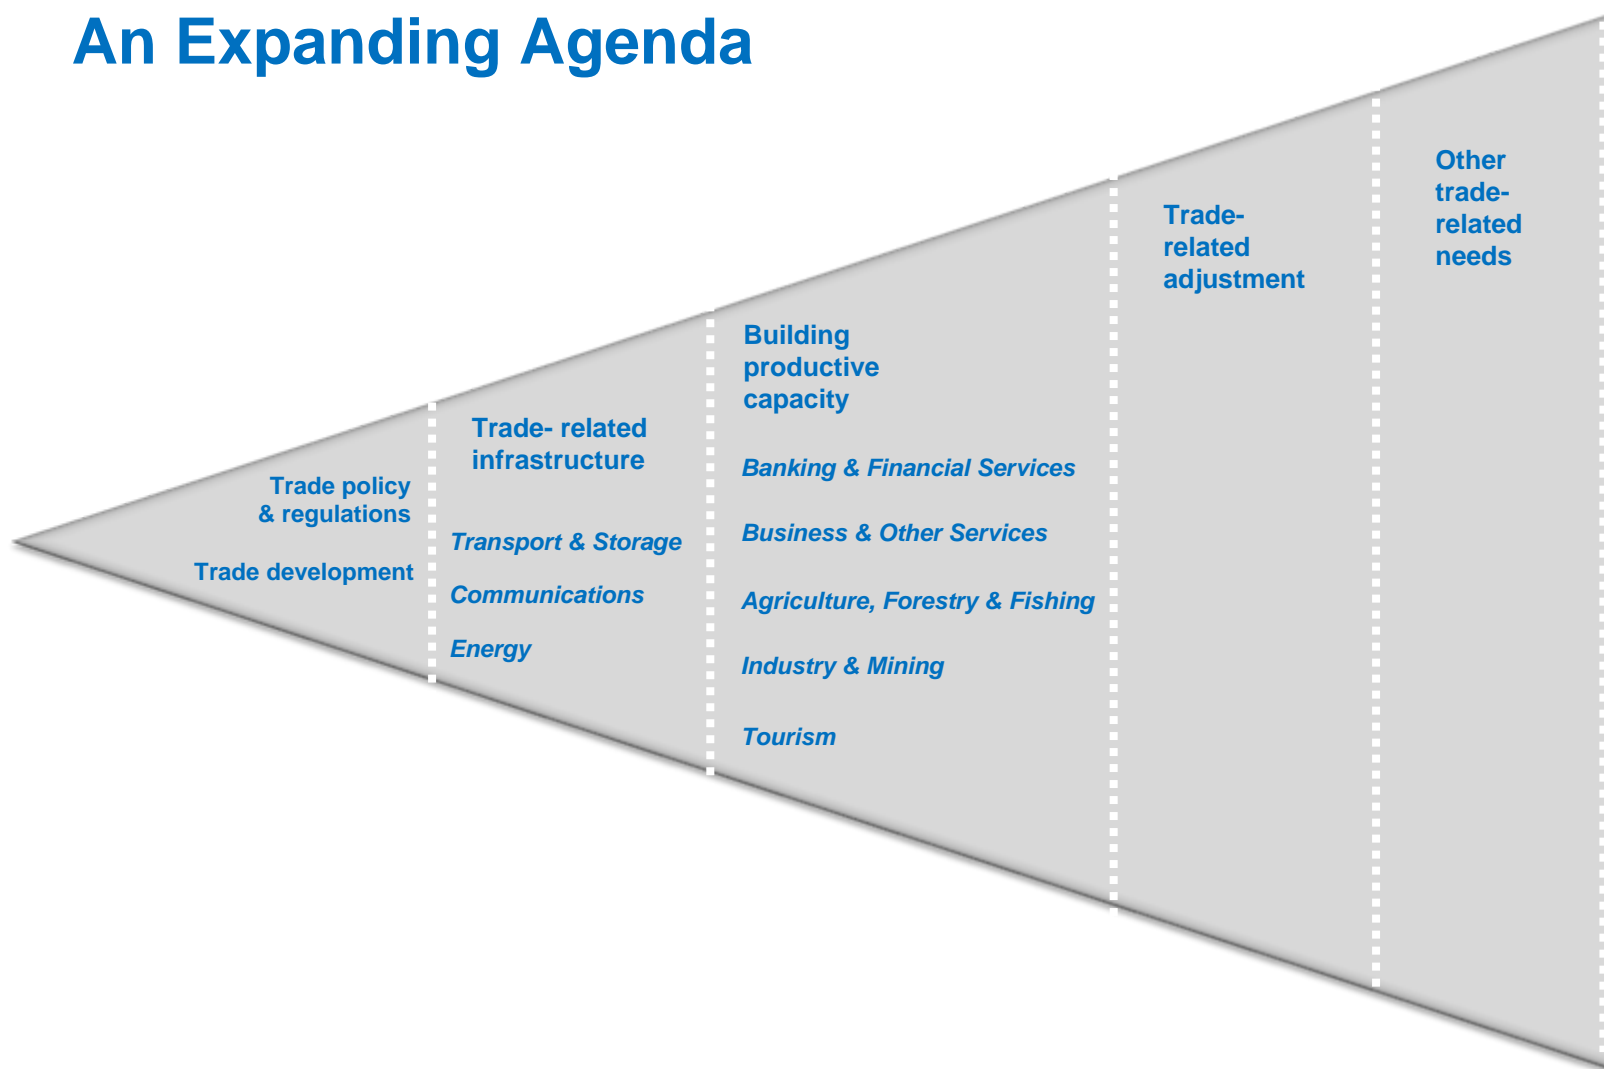 An Expanding Agenda
Trade policy
& regulations
Trade development
Trade- related
infrastructure
Transport & Storage
Communications
Energy
Building
productive
capacity
Banking & Financial Services
Business & Other Services
Agriculture, Forestry & Fishing
Industry & Mining
Tourism
Trade-
related
adjustment
Other
trade-
related
needs